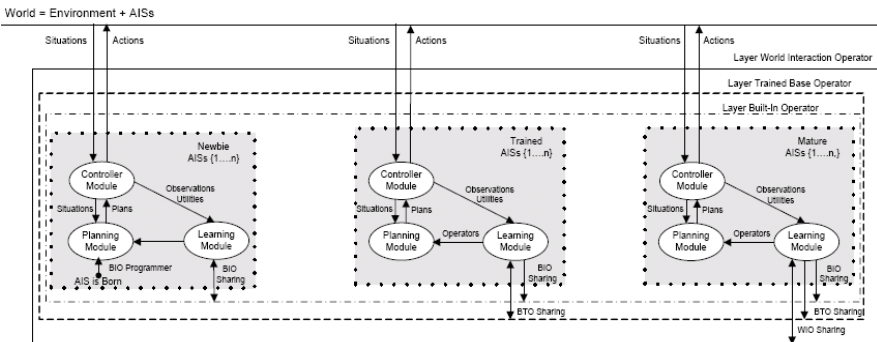 World = Environment + AISs
Situations Actions
Situations Actions
Situations Actions
Layer World Interaction Operator
Layer Trained Base Operator
Layer Built-In Operator
Newbie
AISs {1....n}
Controller
Module
Observations
Utilities
Situations Plans
Planning
Module
Learning
Module
BIO Programmer
AIS is Born
BIO
Sharing
Trained
AISs {1....n}
Controller
Module
Observations
Utilities
Situations Plans
Operators
Planning
Module
Learning
Module
BIO
Sharing
BTO Sharing
Mature
AISs {1....n,}
Controller
Module
Observations
Utilities
Situations Plans
Operators
Planning
Module
Learning
Module
BIO
Sharing
BTO Sharing
WIO Sharing